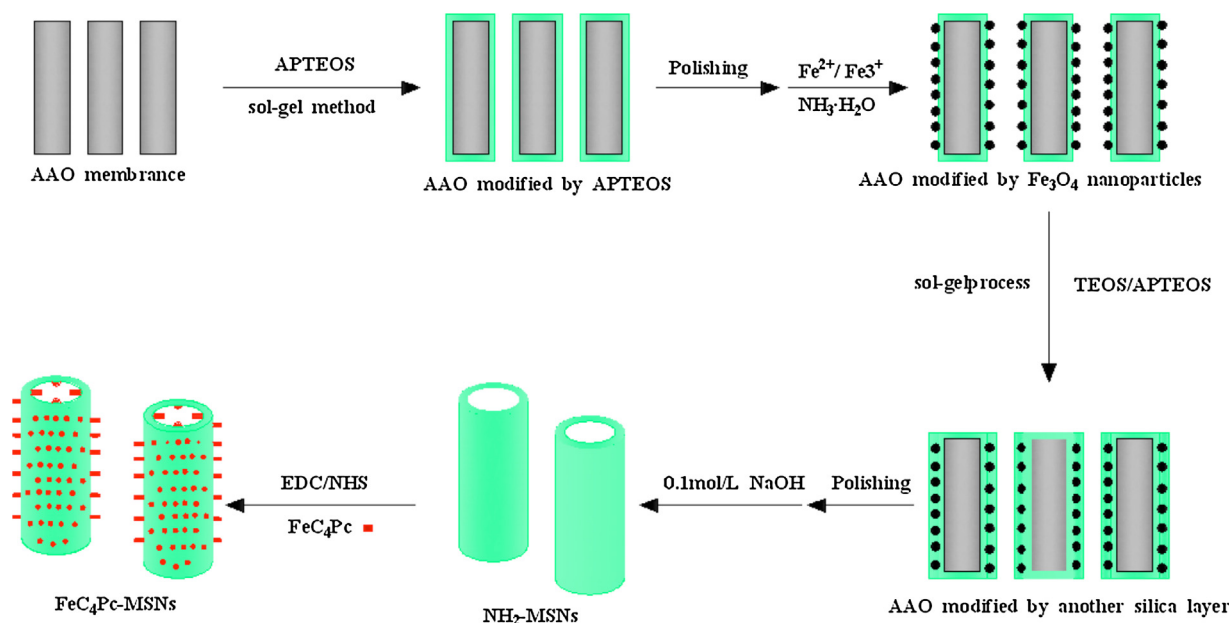 APTEOS
sol-gel method
Polishing
Fe²⁺/ Fe3⁺
NH₃·H₂O
AAO membrance
AAO modified by APTEOS
AAO modified by Fe₃O₄ nanoparticles
sol-gelprocess
TEOS/APTEOS
EDC/NHS
FeC₄Pc
0.1mol/L NaOH
Polishing
FeC₄Pc-MSNs
NH₂-MSNs
AAO modified by another silica layer